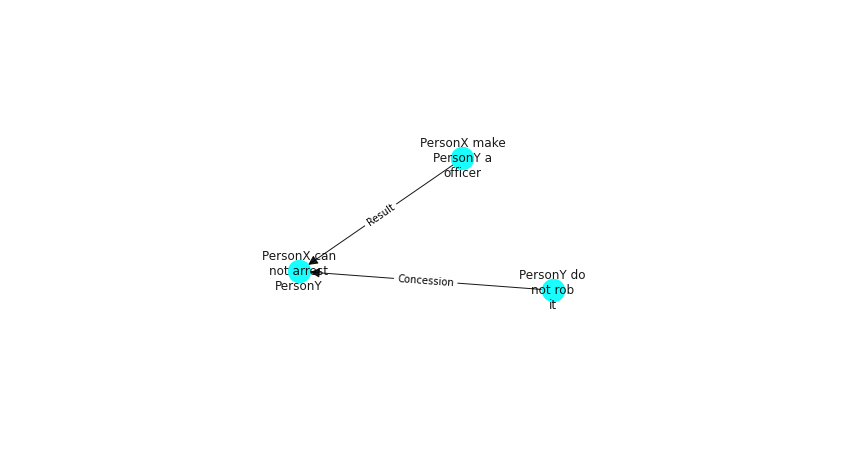 PersonX make
PersonY a
officer
Result
PersonX can
not arrest
PersonY
Concession
PersonY do
not rob
it